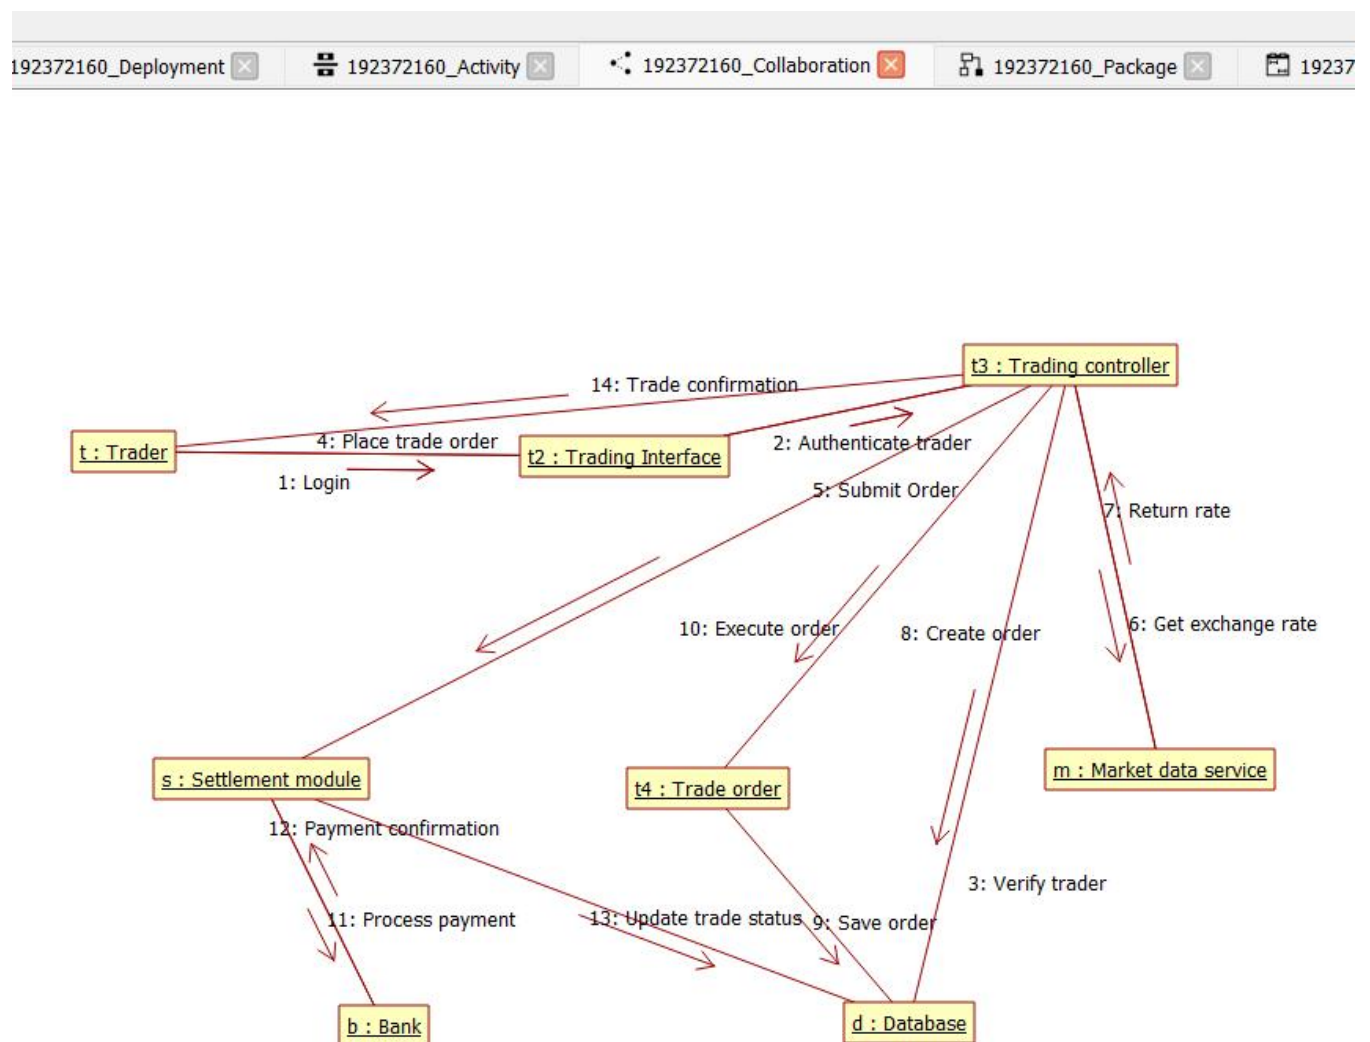 192372160_Deployment
192372160_Activity
192372160_Collaboration
192372160_Package
19237
t3 : Trading controller
14: Trade confirmation
4: Place trade order
2: Authenticate trader
t : Trader
t2 : Trading Interface
1: Login
5: Submit Order
7: Return rate
10: Execute order
8: Create order
6: Get exchange rate
s : Settlement module
t4 : Trade order
m : Market data service
12: Payment confirmation
3: Verify trader
11: Process payment
13: Update trade status
9: Save order
b : Bank
d : Database